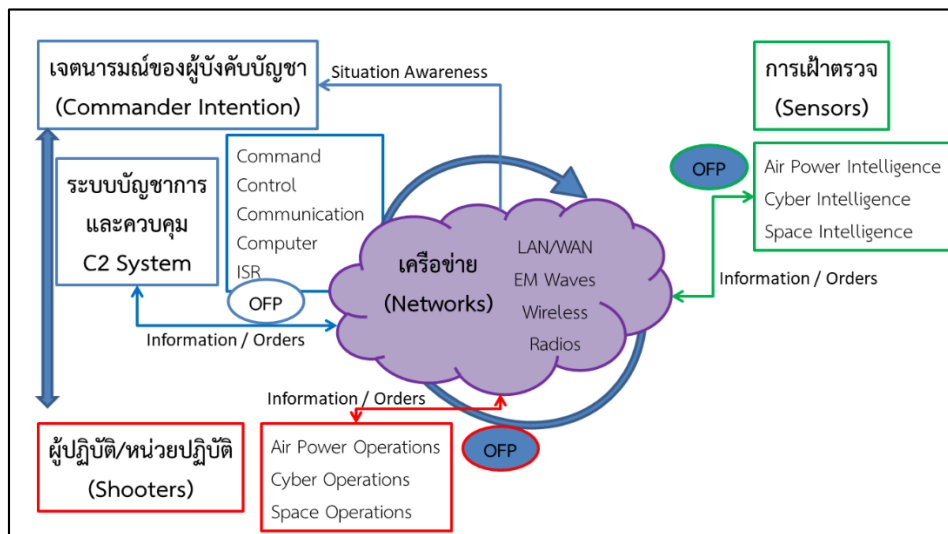 เจตนารมณ์ของผู้บังคับบัญชา
(Commander Intention)
Situation Awareness
การเฝ้าตรวจ
(Sensors)
ระบบบัญชาการ
และควบคุม
C2 System
Command
Control
Communication
Computer
ISR
OFP
Information / Orders
เครือข่าย
(Networks)
LAN/WAN
EM Waves
Wireless
Radios
OFP
Air Power Intelligence
Cyber Intelligence
Space Intelligence
Information / Orders
Information / Orders
ผู้ปฏิบัติ/หน่วยปฏิบัติ
(Shooters)
Air Power Operations
Cyber Operations
Space Operations
OFP